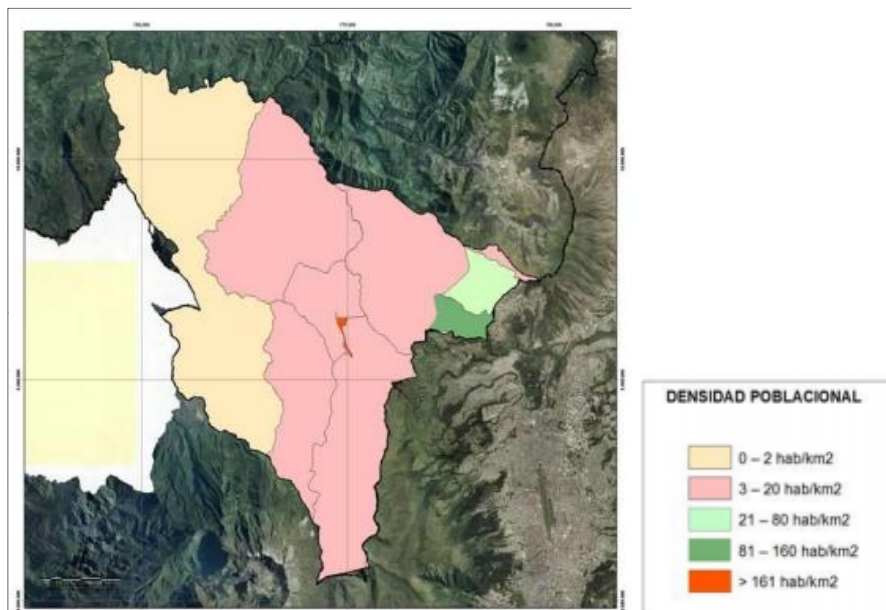 DENSIDAD POBLACIONAL
0 – 2 hab/km2
3 – 20 hab/km2
21 – 80 hab/km2
81 – 160 hab/km2
> 161 hab/km2